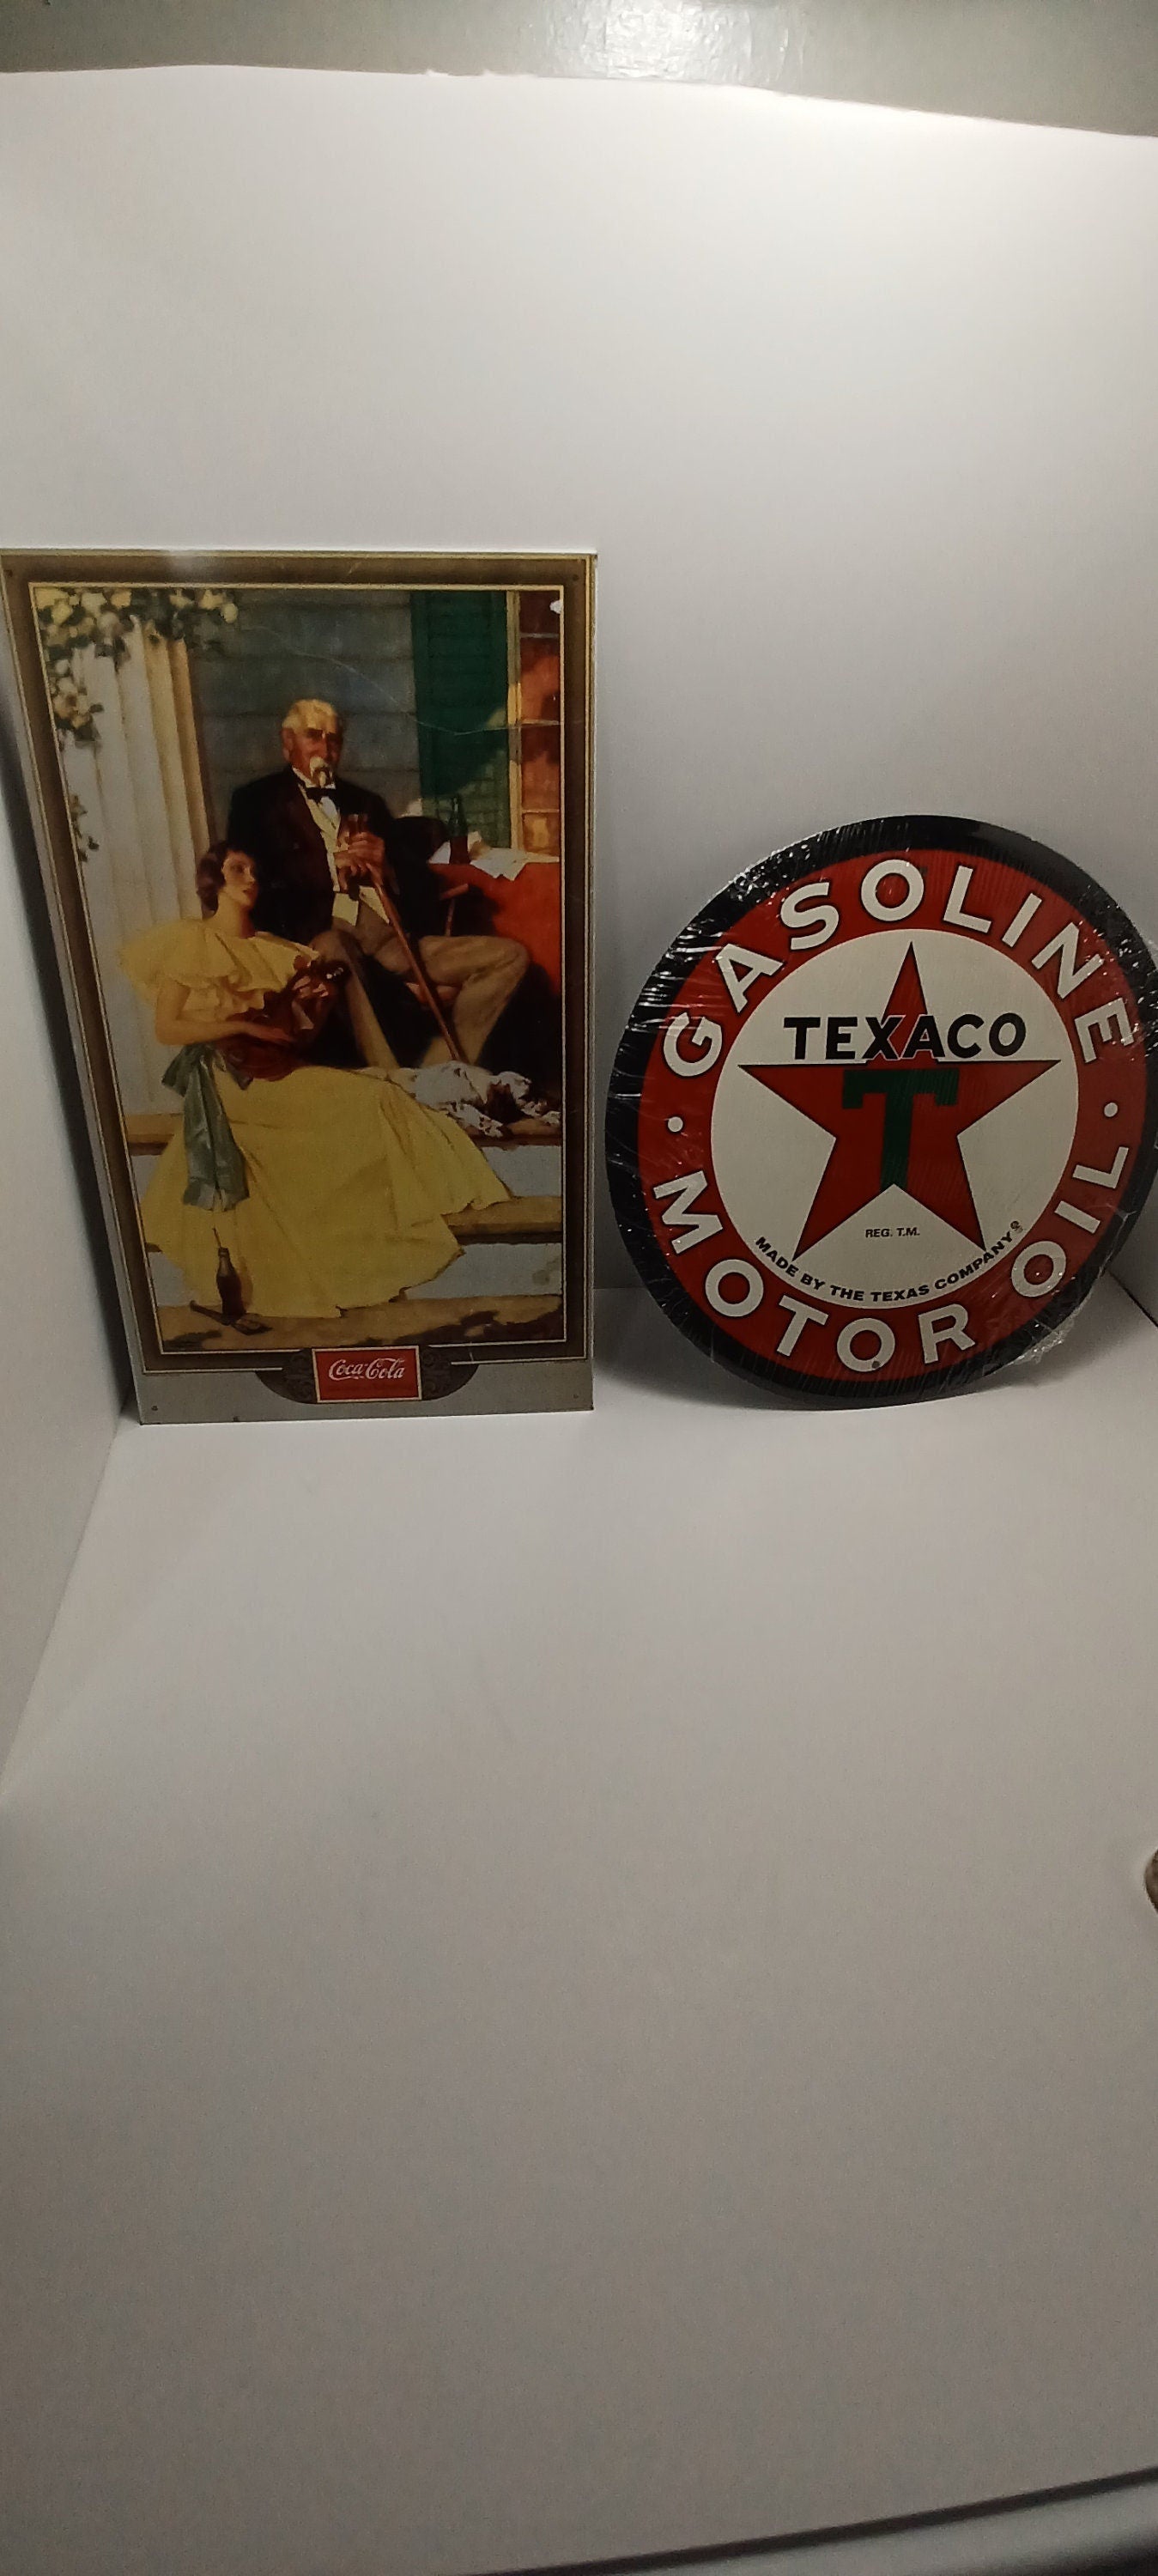 Coca-Cola
GASOLINE
TEXACO
T
REG. T.M.
MADE BY THE TEXAS COMPANY®
• MOTOR OIL •